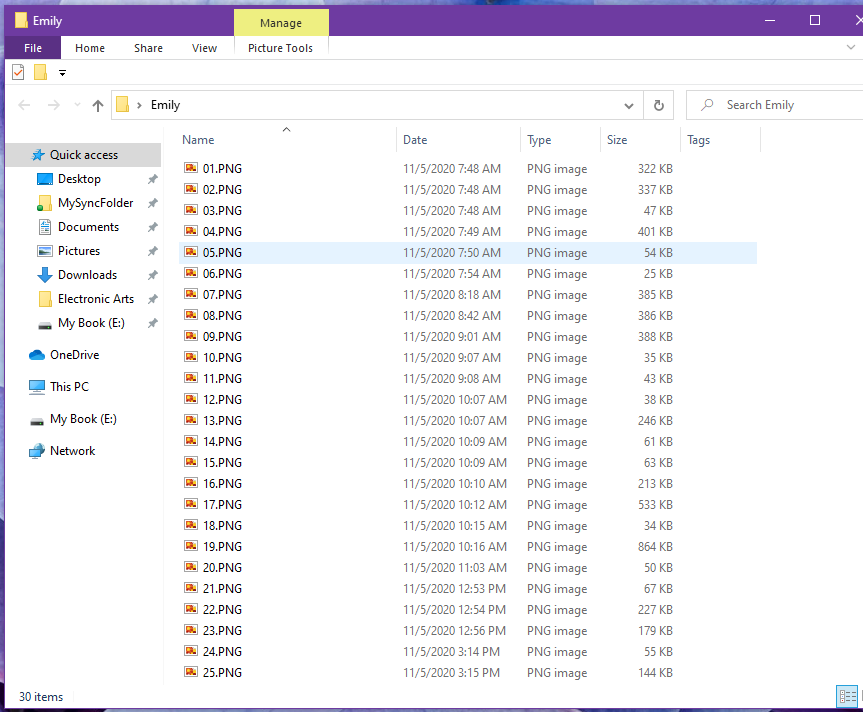 Emily
Manage
File Home Share View Picture Tools
Emily
Search Emily
Name Date Type Size Tags
Quick access
Desktop
MySyncFolder
Documents
Pictures
Downloads
Electronic Arts
My Book (E:)
OneDrive
This PC
My Book (E:)
Network
01.PNG 11/5/2020 7:48 AM PNG image 322 KB
02.PNG 11/5/2020 7:48 AM PNG image 337 KB
03.PNG 11/5/2020 7:48 AM PNG image 47 KB
04.PNG 11/5/2020 7:49 AM PNG image 401 KB
05.PNG 11/5/2020 7:50 AM PNG image 54 KB
06.PNG 11/5/2020 7:54 AM PNG image 25 KB
07.PNG 11/5/2020 8:18 AM PNG image 385 KB
08.PNG 11/5/2020 8:42 AM PNG image 386 KB
09.PNG 11/5/2020 9:01 AM PNG image 388 KB
10.PNG 11/5/2020 9:07 AM PNG image 35 KB
11.PNG 11/5/2020 9:08 AM PNG image 43 KB
12.PNG 11/5/2020 10:07 AM PNG image 38 KB
13.PNG 11/5/2020 10:07 AM PNG image 246 KB
14.PNG 11/5/2020 10:09 AM PNG image 61 KB
15.PNG 11/5/2020 10:09 AM PNG image 63 KB
16.PNG 11/5/2020 10:10 AM PNG image 213 KB
17.PNG 11/5/2020 10:12 AM PNG image 533 KB
18.PNG 11/5/2020 10:15 AM PNG image 34 KB
19.PNG 11/5/2020 10:16 AM PNG image 864 KB
20.PNG 11/5/2020 11:03 AM PNG image 50 KB
21.PNG 11/5/2020 12:53 PM PNG image 67 KB
22.PNG 11/5/2020 12:54 PM PNG image 227 KB
23.PNG 11/5/2020 12:56 PM PNG image 179 KB
24.PNG 11/5/2020 3:14 PM PNG image 55 KB
25.PNG 11/5/2020 3:15 PM PNG image 144 KB
30 items